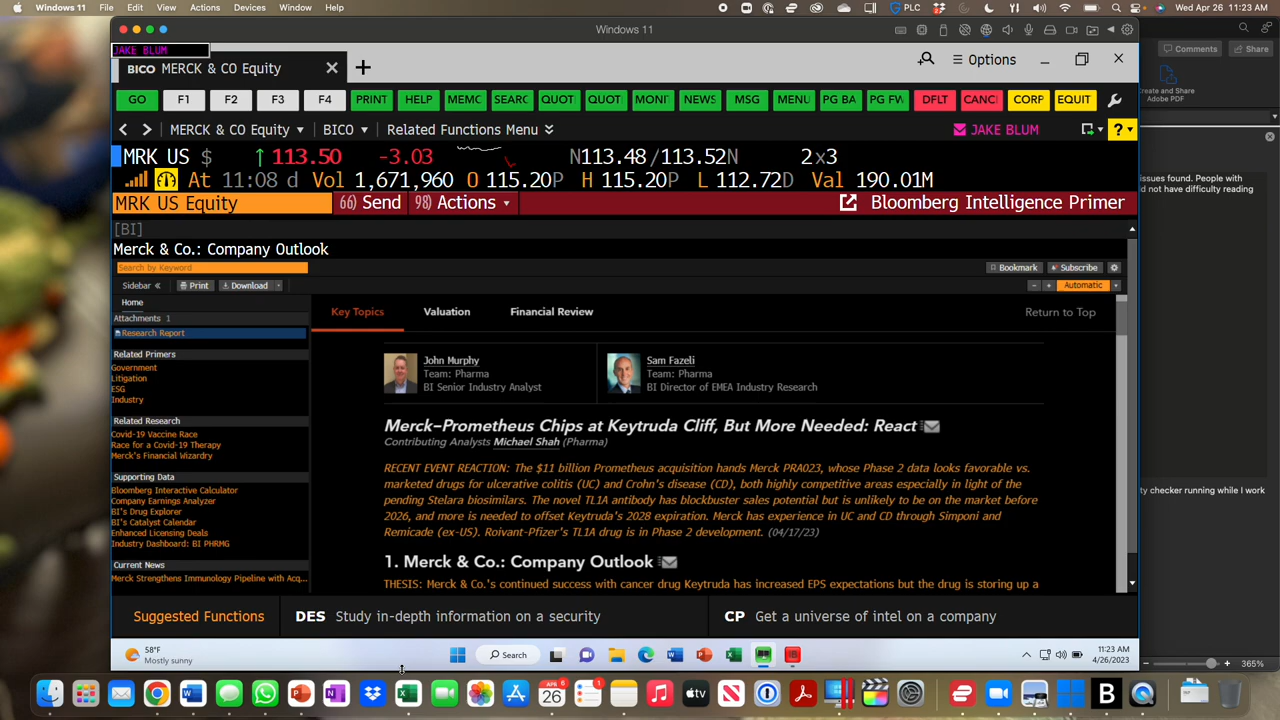 Windows 11 File Edit View Actions Devices Window Help PLC Wed Apr 26 11:23 AM
Windows 11
JAKE BLUM
BICO MERCK & CO Equity
Options
Comments Share
GO F1 F2 F3 F4 PRINT HELP MEMC SEARC QUOT QUOT MONI NEWS MSG MENU PG BA PG FW DFLT CANC CORP EQUIT
Create and Share
Adobe PDF
MERCK & CO Equity BICO Related Functions Menu JAKE BLUM ?
MRK US $ ↑ 113.50 -3.03 N113.48 /113.52N 2x3
At 11:08 d Vol 1,671,960 O 115.20P H 115.20P L 112.72D Val 190.01M
issues found. People with
ld not have difficulty reading
MRK US Equity 66) Send 98) Actions Bloomberg Intelligence Primer
[BI]
Merck & Co.: Company Outlook
Search by Keyword
Bookmark Subscribe
Sidebar « Print Download
− + Automatic
Home
Attachments 1
Research Report
Related Primers
Government
Litigation
ESG
Industry
Related Research
Covid-19 Vaccine Race
Race for a Covid-19 Therapy
Merck's Financial Wizardry
Supporting Data
Bloomberg Interactive Calculator
Company Earnings Analyzer
BI's Drug Explorer
BI's Catalyst Calendar
Enhanced Licensing Deals
Industry Dashboard: BI PHRMG
Current News
Merck Strengthens Immunology Pipeline with Acq...
Key Topics Valuation Financial Review Return to Top
John Murphy
Team: Pharma
BI Senior Industry Analyst
Sam Fazeli
Team: Pharma
BI Director of EMEA Industry Research
Merck-Prometheus Chips at Keytruda Cliff, But More Needed: React
Contributing Analysts Michael Shah (Pharma)
RECENT EVENT REACTION: The $11 billion Prometheus acquisition hands Merck PRA023, whose Phase 2 data looks favorable vs.
marketed drugs for ulcerative colitis (UC) and Crohn's disease (CD), both highly competitive areas especially in light of the
pending Stelara biosimilars. The novel TL1A antibody has blockbuster sales potential but is unlikely to be on the market before
2026, and more is needed to offset Keytruda's 2028 expiration. Merck has experience in UC and CD through Simponi and
Remicade (ex-US). Roivant-Pfizer's TL1A drug is in Phase 2 development. (04/17/23)
1. Merck & Co.: Company Outlook
THESIS: Merck & Co.'s continued success with cancer drug Keytruda has increased EPS expectations but the drug is storing up a
ty checker running while I work
Suggested Functions DES Study in-depth information on a security CP Get a universe of intel on a company
58°F
Mostly sunny
Search
11:23 AM
4/26/2023
365%
APR
26